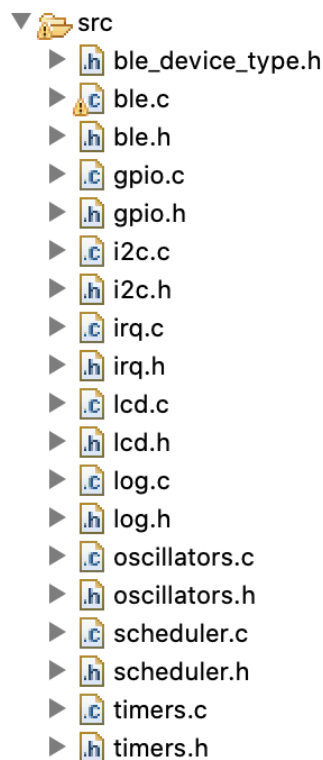 src
.h ble_device_type.h
.c ble.c
.h ble.h
.c gpio.c
.h gpio.h
.c i2c.c
.h i2c.h
.c irq.c
.h irq.h
.c lcd.c
.h lcd.h
.c log.c
.h log.h
.c oscillators.c
.h oscillators.h
.c scheduler.c
.h scheduler.h
.c timers.c
.h timers.h